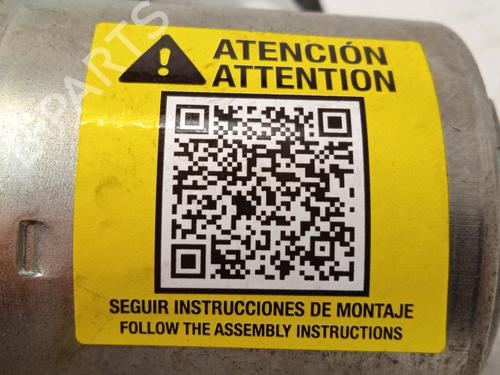 ATENCIÓN
ATTENTION
SEGUIR INSTRUCCIONES DE MONTAJE
FOLLOW THE ASSEMBLY INSTRUCTIONS